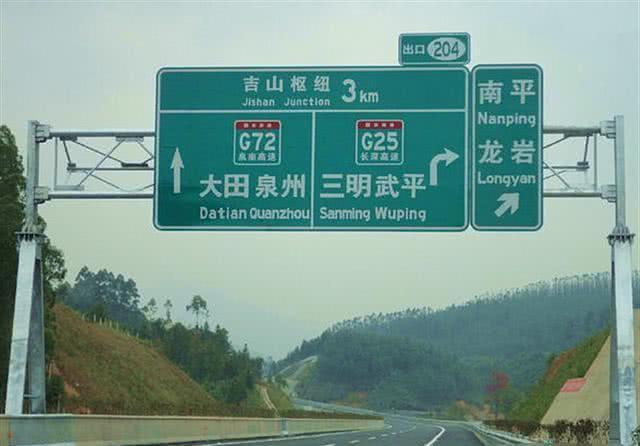 出口 204
吉山枢纽 3km
Jishan Junction
G72
泉南高速
大田 泉州
Datian Quanzhou
G25
长深高速
三明 武平
Sanming Wuping
南平
Nanping
龙岩
Longyan